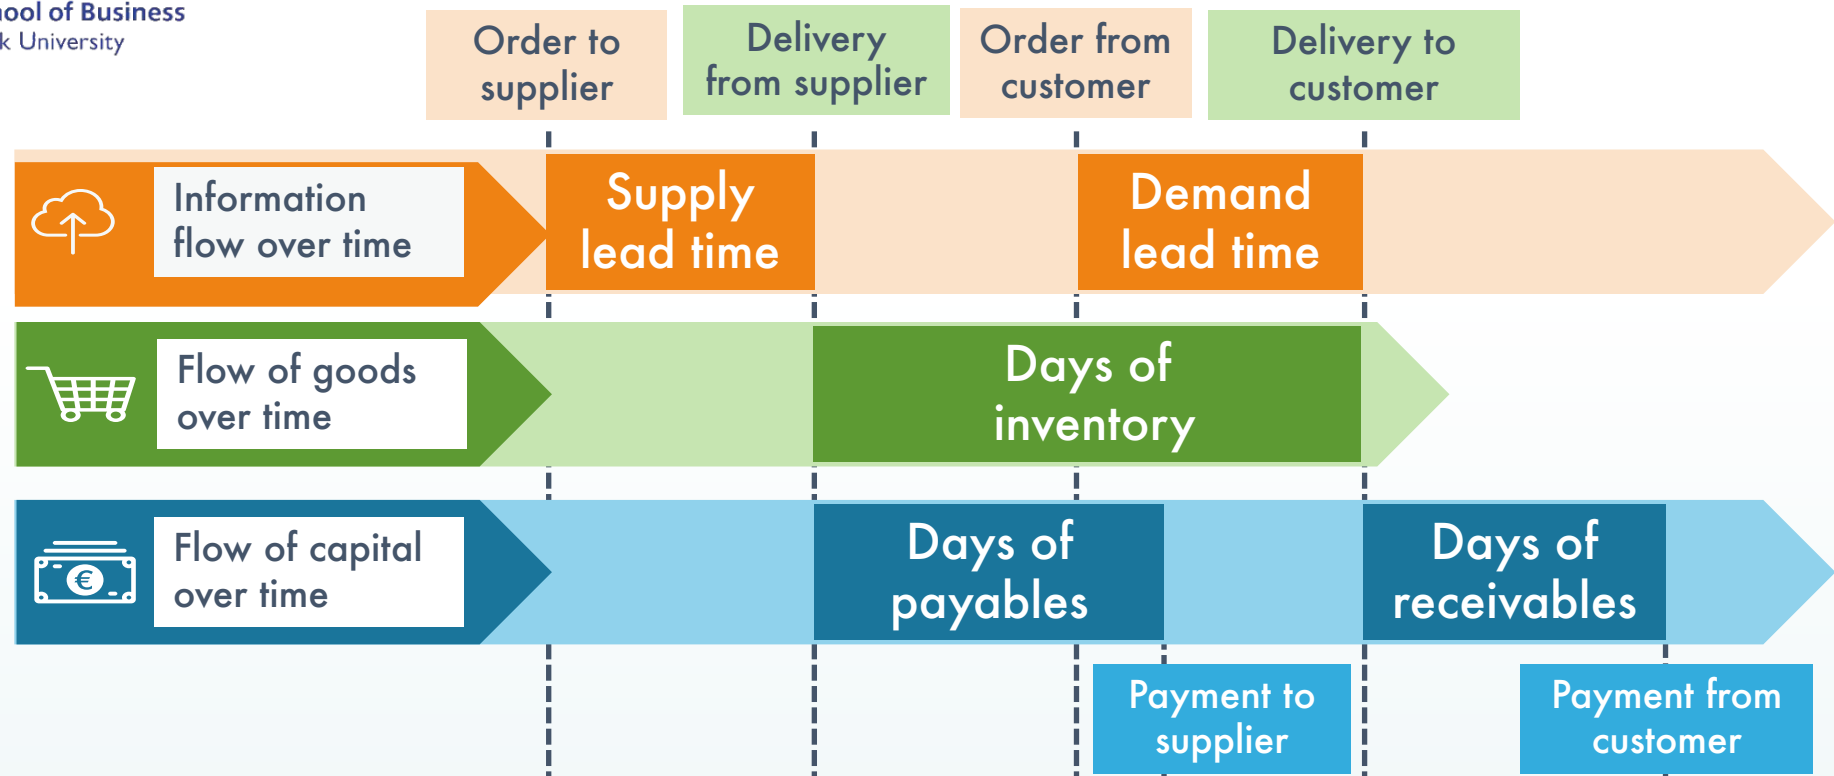 School of Business
k University
Order to
supplier
Delivery
from supplier
Order from
customer
Delivery to
customer
Information
flow over time
Supply
lead time
Demand
lead time
Flow of goods
over time
Days of
inventory
€
Flow of capital
over time
Days of
payables
Days of
receivables
Payment to
supplier
Payment from
customer